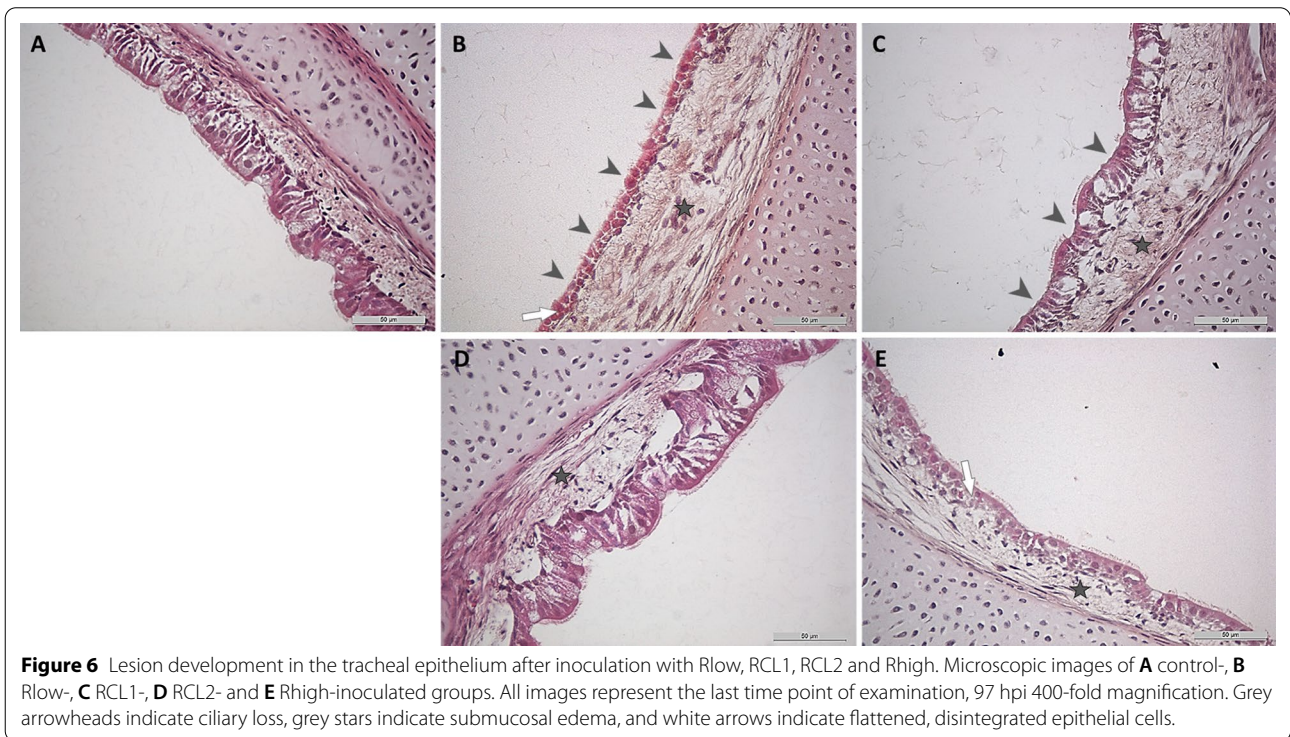 A
B
C
50 µm
50 µm
50 µm
D
E
50 µm
50 µm
Figure 6 Lesion development in the tracheal epithelium after inoculation with Rlow, RCL1, RCL2 and Rhigh. Microscopic images of A control-, B
Rlow-, C RCL1-, D RCL2- and E Rhigh-inoculated groups. All images represent the last time point of examination, 97 hpi 400-fold magnification. Grey
arrowheads indicate ciliary loss, grey stars indicate submucosal edema, and white arrows indicate flattened, disintegrated epithelial cells.